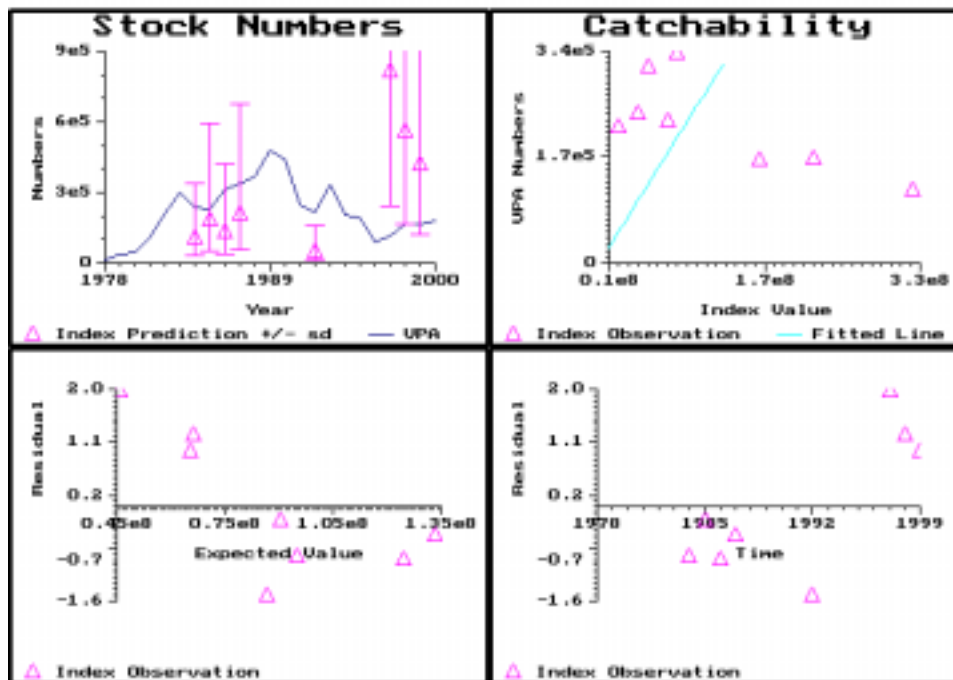 Stock Numbers
9e5
6e5
3e5
0
Numbers
1978
1989
2000
Year
Index Prediction +/- sd
VPA
Catchability
3.4e5
1.7e5
0
VPA Numbers
0.1e8
1.7e8
3.3e8
Index Value
Index Observation
Fitted Line
2.0
1.1
0.2
-0.7
-1.6
Residual
0.45e8
0.75e8
1.05e8
1.35e8
Expected Value
Index Observation
2.0
1.1
0.2
-0.7
-1.6
Residual
1985
1992
1999
Time
Index Observation